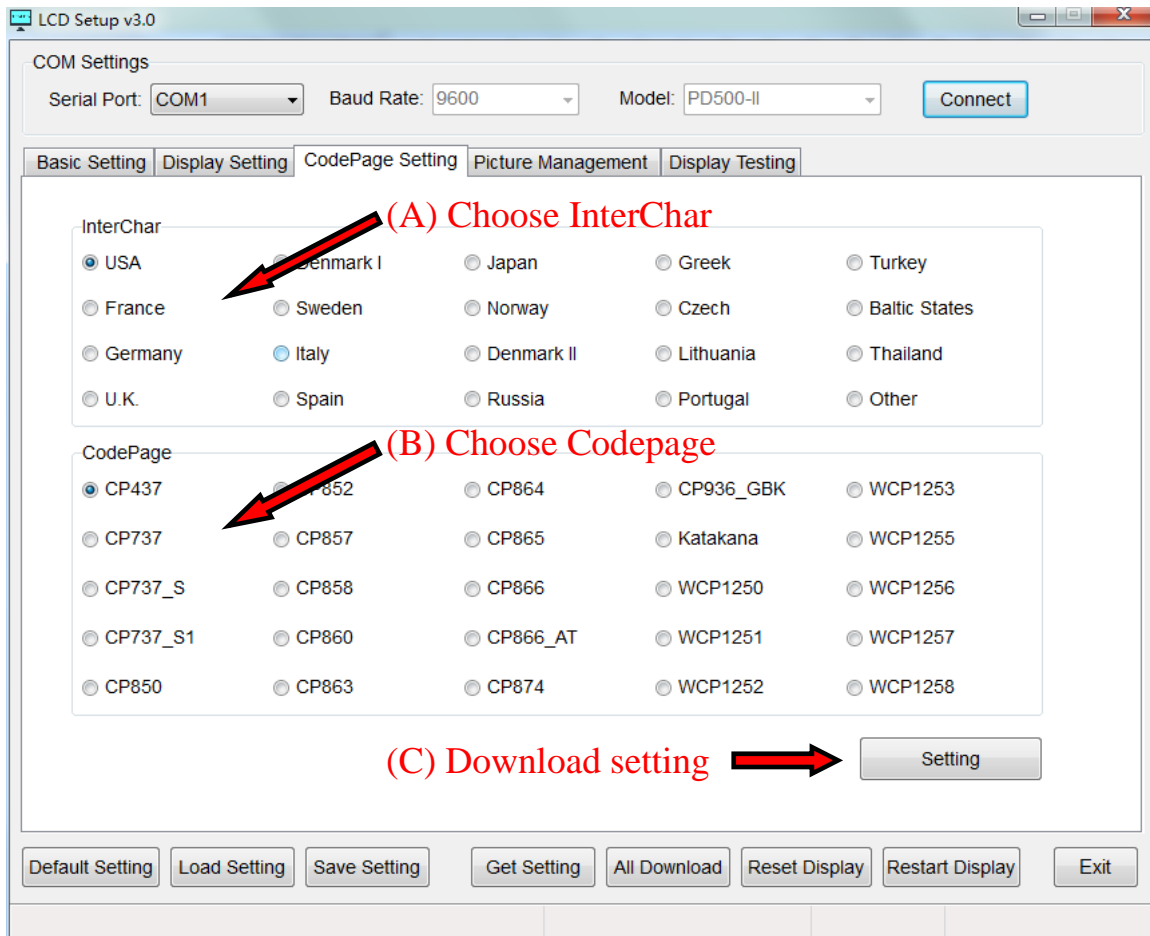 LCD Setup v3.0
COM Settings
Serial Port: COM1 Baud Rate: 9600 Model: PD500-II Connect
Basic Setting Display Setting CodePage Setting Picture Management Display Testing
(A) Choose InterChar
InterChar
USA Denmark I Japan Greek Turkey
France Sweden Norway Czech Baltic States
Germany Italy Denmark II Lithuania Thailand
U.K. Spain Russia Portugal Other
(B) Choose Codepage
CodePage
CP437 CP852 CP864 CP936_GBK WCP1253
CP737 CP857 CP865 Katakana WCP1255
CP737_S CP858 CP866 WCP1250 WCP1256
CP737_S1 CP860 CP866_AT WCP1251 WCP1257
CP850 CP863 CP874 WCP1252 WCP1258
(C) Download setting Setting
Default Setting Load Setting Save Setting Get Setting All Download Reset Display Restart Display Exit